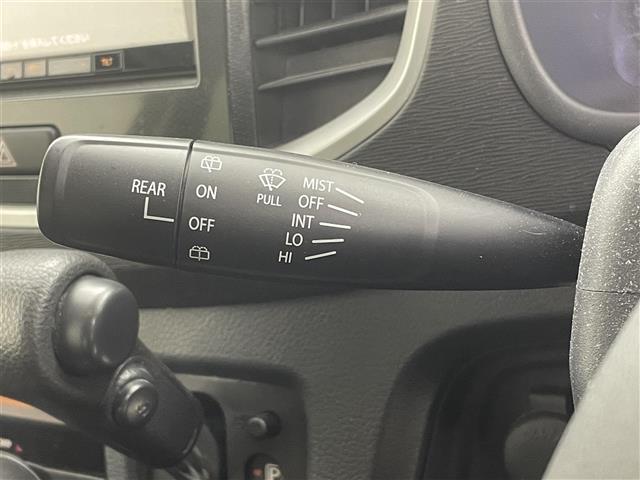 REAR
ON
OFF
PULL
MIST
OFF
INT
LO
HI
P